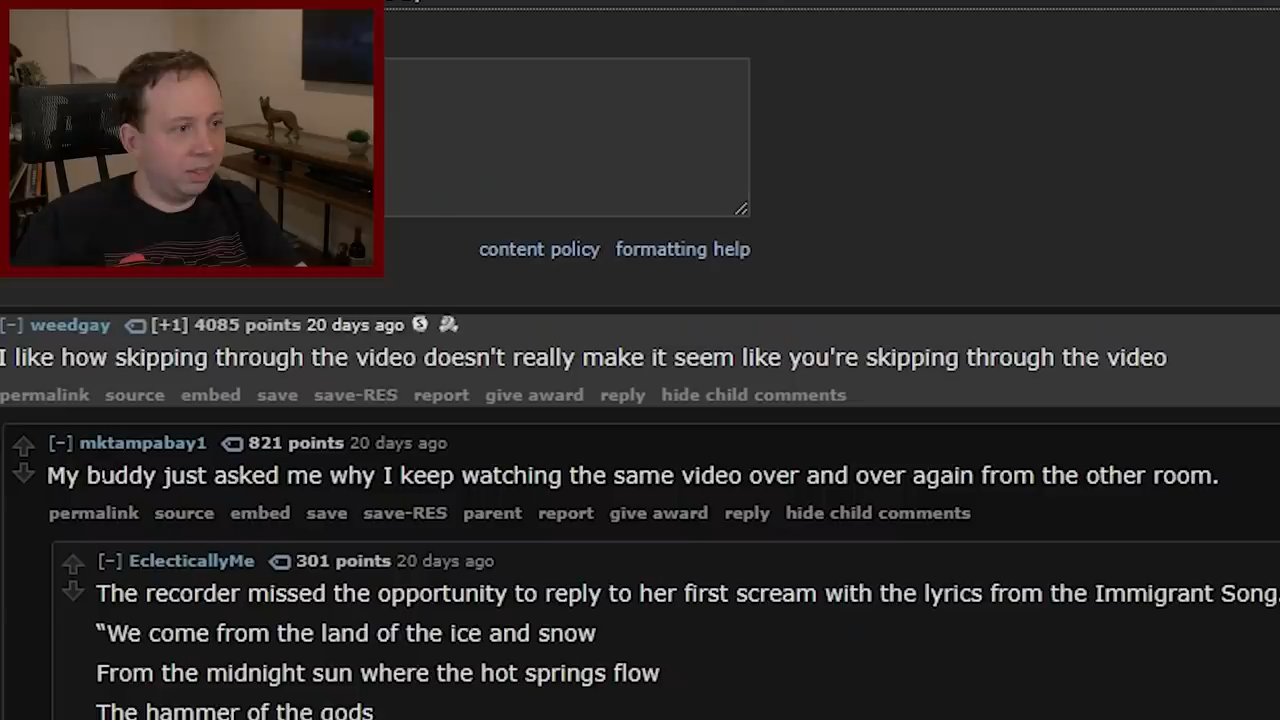 content policy formatting help
[-] weedgay [+1] 4085 points 20 days ago
I like how skipping through the video doesn't really make it seem like you're skipping through the video
permalink source embed save save-RES report give award reply hide child comments
[-] mktampabay1 821 points 20 days ago
My buddy just asked me why I keep watching the same video over and over again from the other room.
permalink source embed save save-RES parent report give award reply hide child comments
[-] EclecticallyMe 301 points 20 days ago
The recorder missed the opportunity to reply to her first scream with the lyrics from the Immigrant Song.
“We come from the land of the ice and snow
From the midnight sun where the hot springs flow
The hammer of the gods